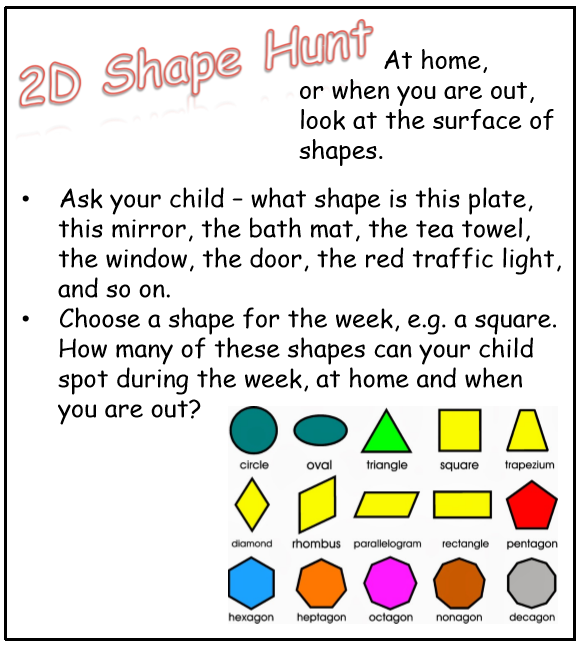 2D Shape Hunt
At home,
or when you are out,
look at the surface of
shapes.
• Ask your child – what shape is this plate,
this mirror, the bath mat, the tea towel,
the window, the door, the red traffic light,
and so on.
• Choose a shape for the week, e.g. a square.
How many of these shapes can your child
spot during the week, at home and when
you are out?
circle oval triangle square trapezium
diamond rhombus parallelogram rectangle pentagon
hexagon heptagon octagon nonagon decagon